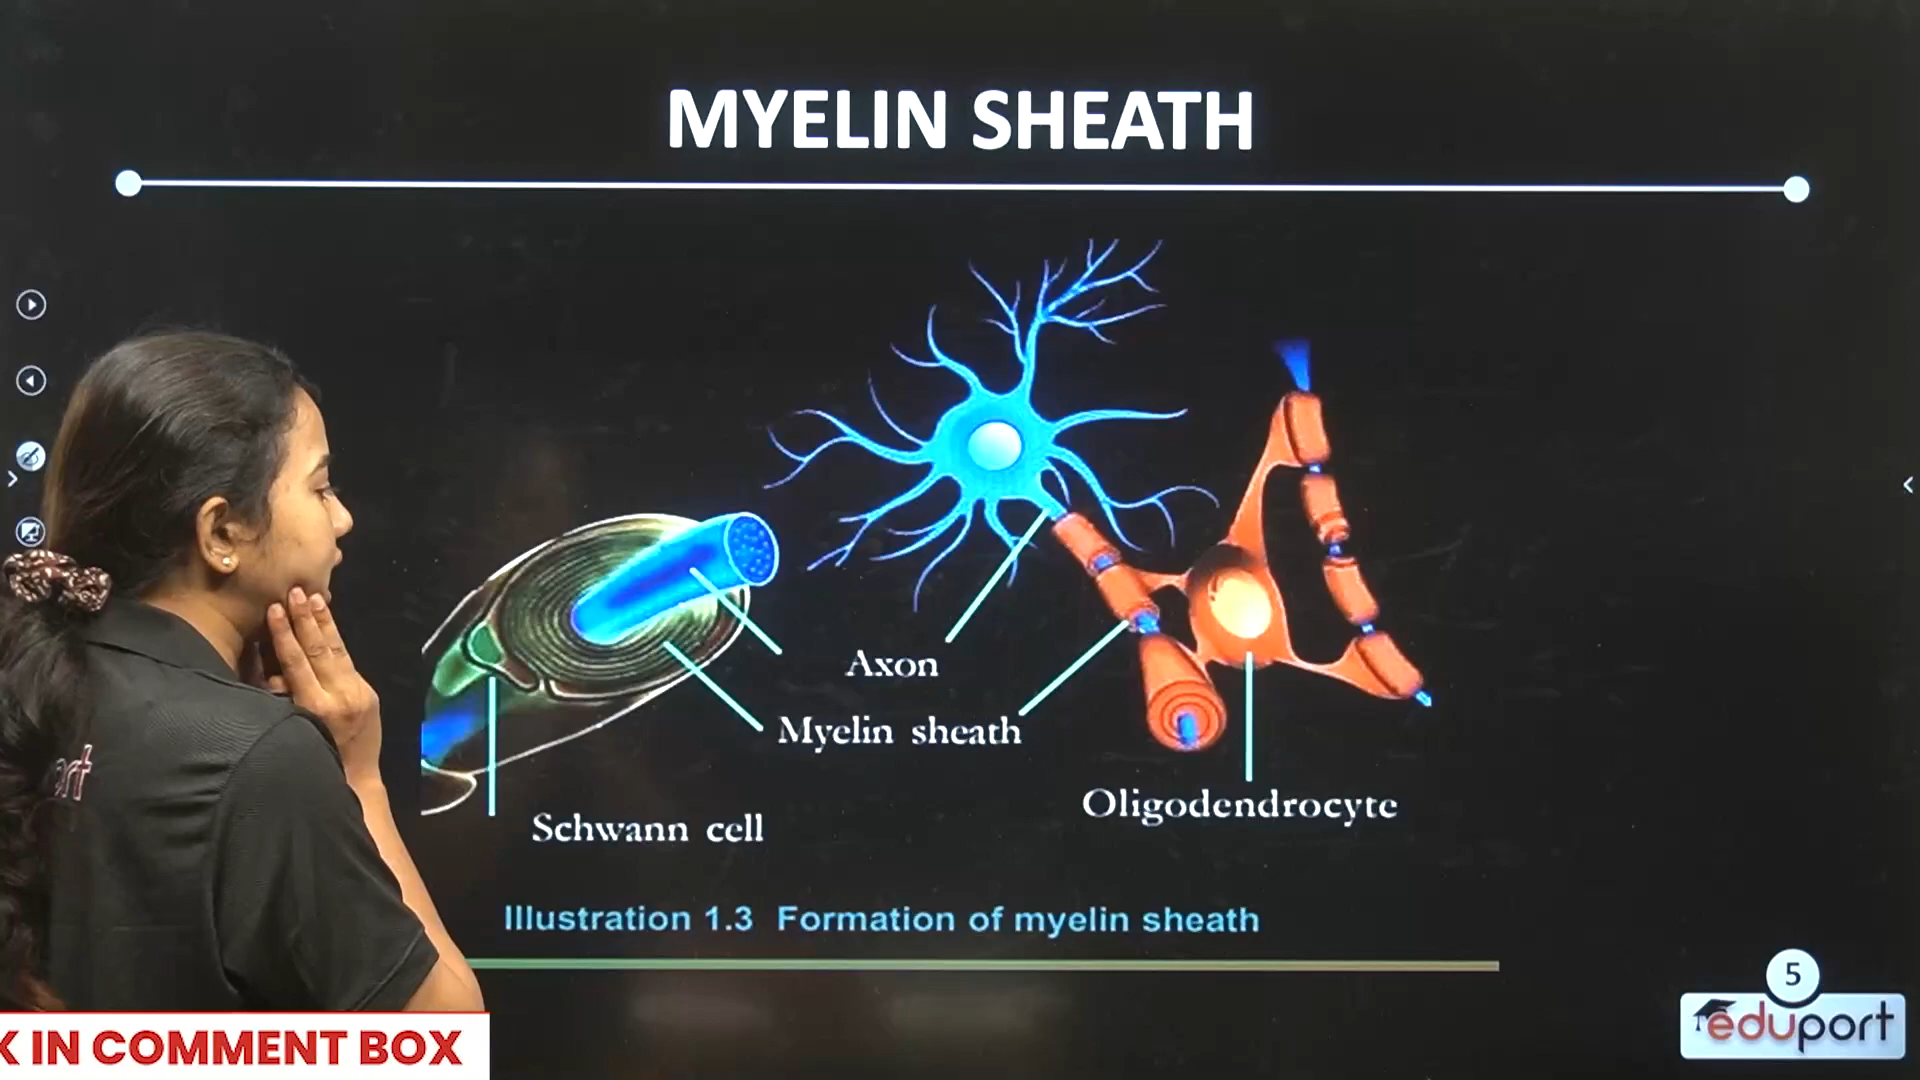 MYELIN SHEATH
Axon
Myelin sheath
Oligodendrocyte
Schwann cell
Illustration 1.3 Formation of myelin sheath
5
eduport
K IN COMMENT BOX